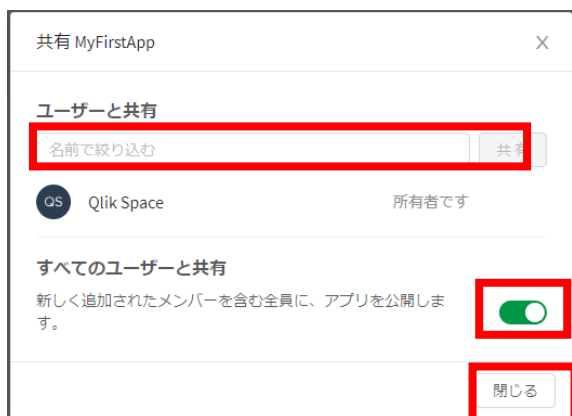 共有 MyFirstApp
X
ユーザーと共有
名前で絞り込む 共有
QS Qlik Space 所有者です
すべてのユーザーと共有
新しく追加されたメンバーを含む全員に、アプリを公開しま
す。
閉じる